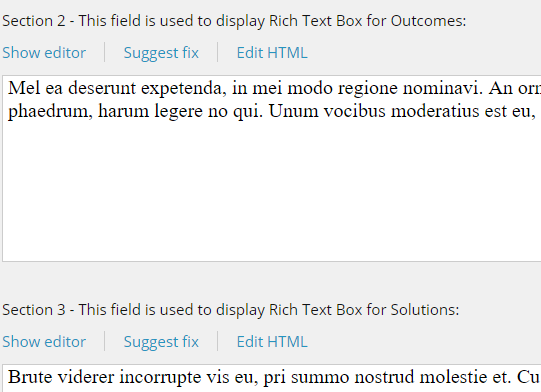 Section 2 - This field is used to display Rich Text Box for Outcomes:
Show editor Suggest fix Edit HTML
Mel ea deserunt expetenda, in mei modo regione nominavi. An
phaedrum, harum legere no qui. Unum vocibus moderatius est eu,
Section 3 - This field is used to display Rich Text Box for Solutions:
Show editor Suggest fix Edit HTML
Brute viderer incorrupte vis eu, pri summo nostrud molestie et. Cu